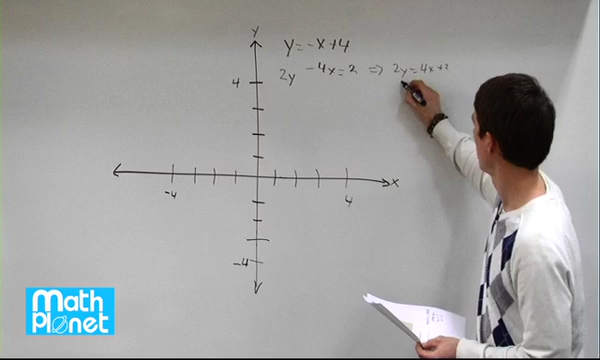 y
y=-x+4
2y -4x=2 ⇒ 2y=4x+2
4
x
-4
4
-4
Math
Planet